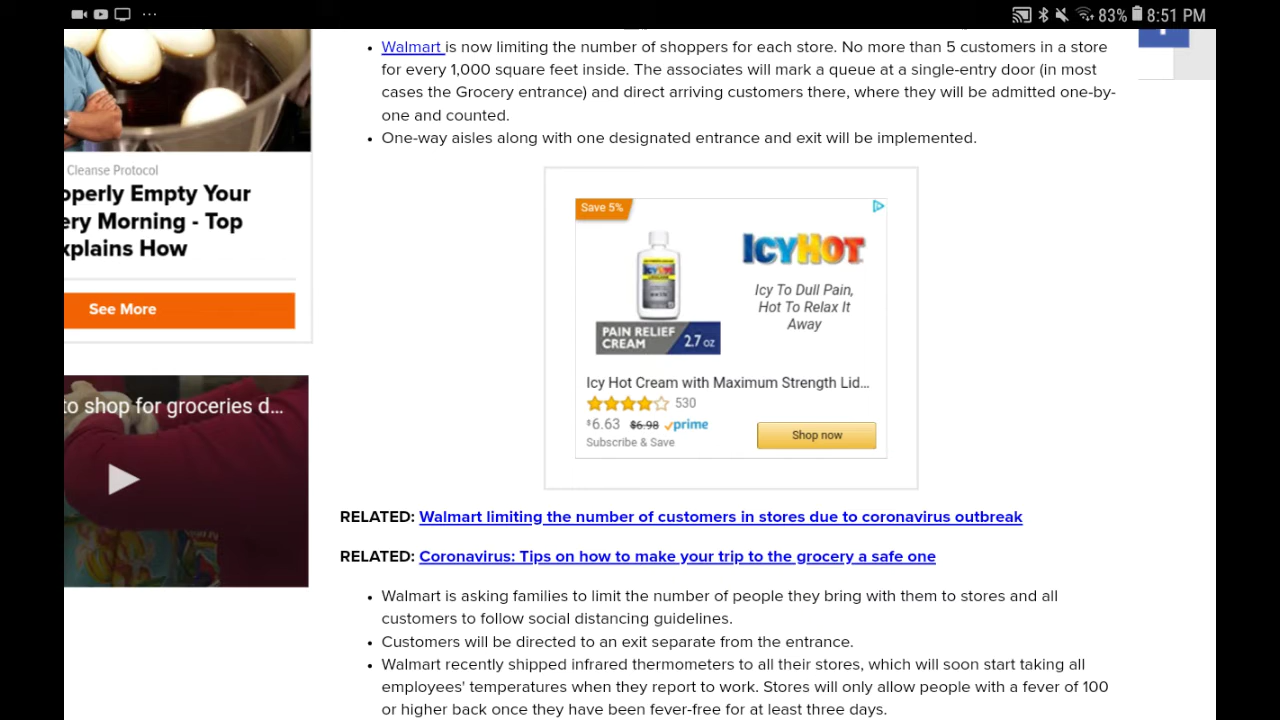 83% 8:51 PM
Walmart is now limiting the number of shoppers for each store. No more than 5 customers in a store
for every 1,000 square feet inside. The associates will mark a queue at a single-entry door (in most
cases the Grocery entrance) and direct arriving customers there, where they will be admitted one-by-
one and counted.
One-way aisles along with one designated entrance and exit will be implemented.
Cleanse Protocol
operly Empty Your
ery Morning - Top
xplains How
See More
to shop for groceries d...
Save 5%
ICY HOT
Icy To Dull Pain,
Hot To Relax It
Away
PAIN RELIEF
CREAM
2.7 oz
Icy Hot Cream with Maximum Strength Lid...
530
$6.63 $6.98 prime
Subscribe & Save
Shop now
RELATED: Walmart limiting the number of customers in stores due to coronavirus outbreak
RELATED: Coronavirus: Tips on how to make your trip to the grocery a safe one
Walmart is asking families to limit the number of people they bring with them to stores and all
customers to follow social distancing guidelines.
Customers will be directed to an exit separate from the entrance.
Walmart recently shipped infrared thermometers to all their stores, which will soon start taking all
employees' temperatures when they report to work. Stores will only allow people with a fever of 100
or higher back once they have been fever-free for at least three days.